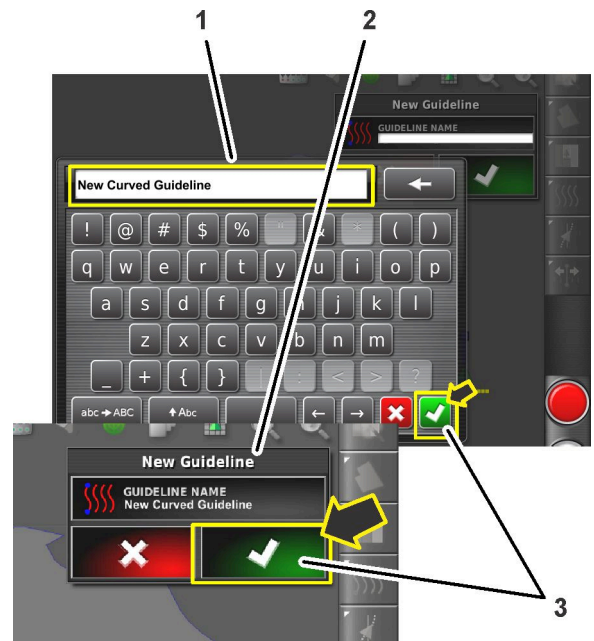 1 2
New Guideline
GUIDELINE NAME
New Curved Guideline
! @ # $ % " & * ( )
q w e r t y u i o p
a s d f g h j k l
z x c v b n m
_ + { } | : < > ?
abc → ABC
↑ Abc
← →
New Guideline
GUIDELINE NAME
New Curved Guideline
3